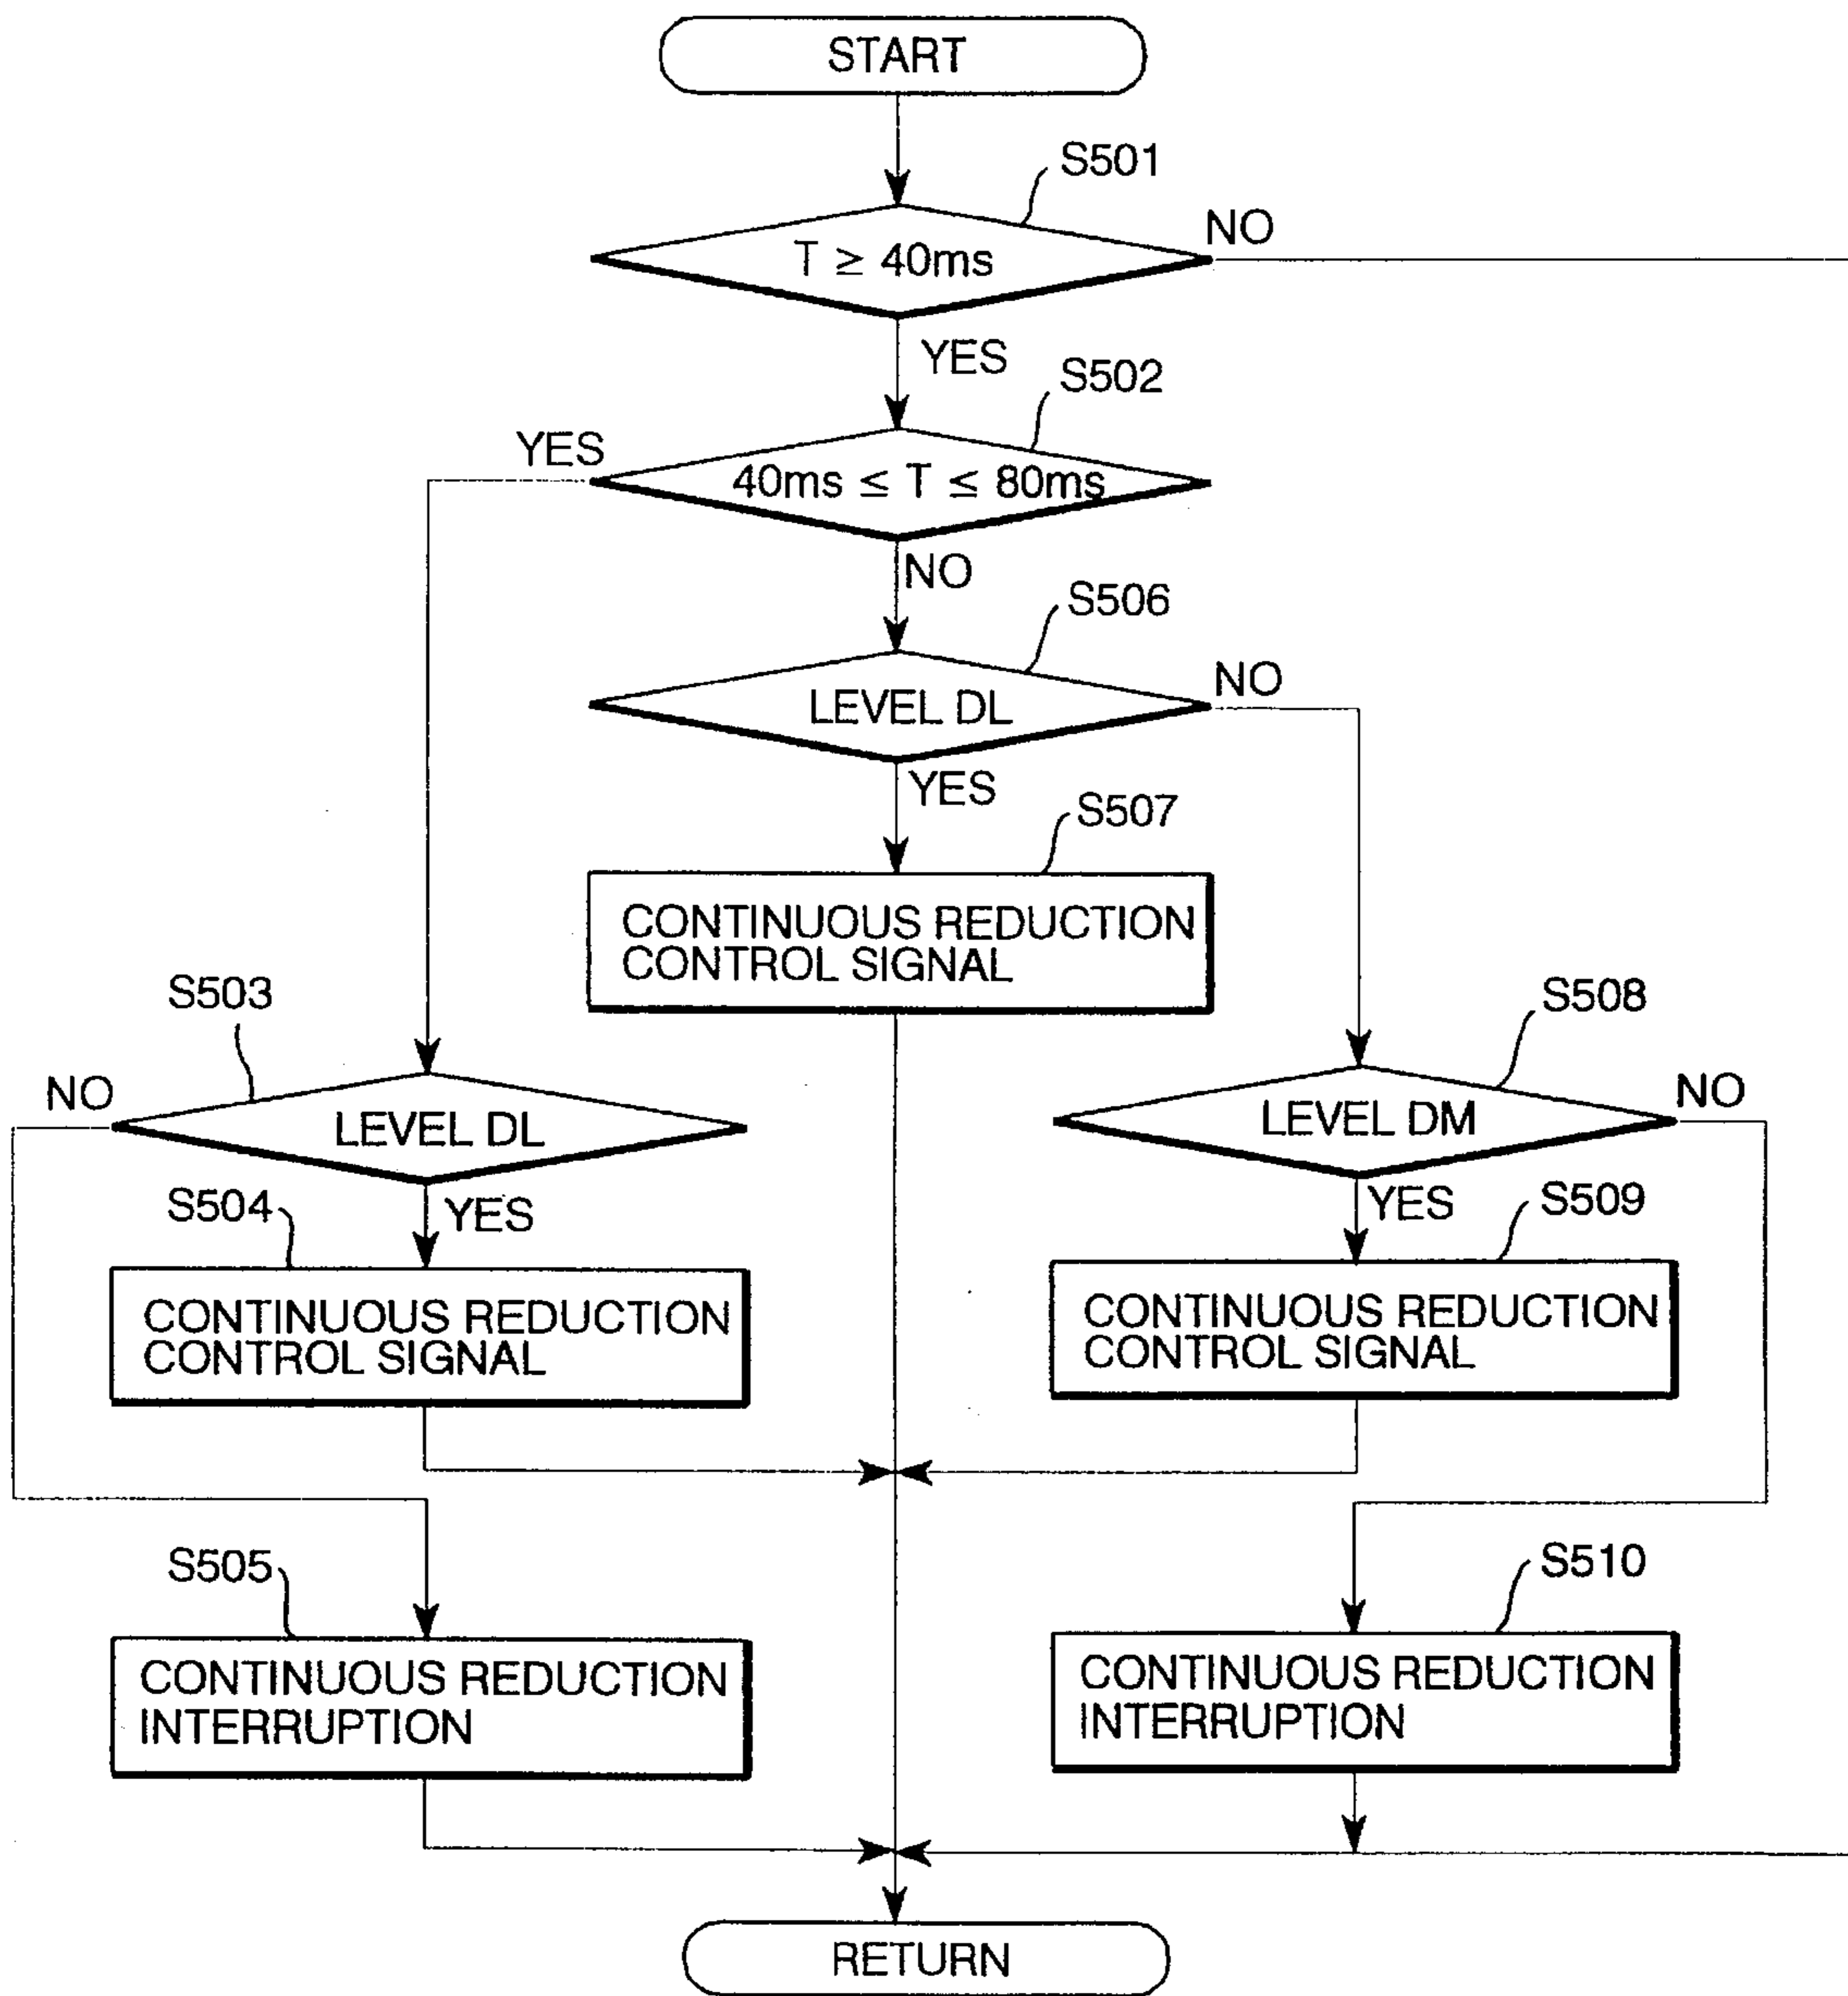 START
S501
T ≥ 40ms
NO
YES
S502
YES
40ms ≤ T ≤ 80ms
NO
S506
LEVEL DL
NO
YES
S507
CONTINUOUS REDUCTION
CONTROL SIGNAL
S503
NO
LEVEL DL
S508
LEVEL DM
NO
S504
YES
YES
S509
CONTINUOUS REDUCTION
CONTROL SIGNAL
CONTINUOUS REDUCTION
CONTROL SIGNAL
S505
CONTINUOUS REDUCTION
INTERRUPTION
S510
CONTINUOUS REDUCTION
INTERRUPTION
RETURN